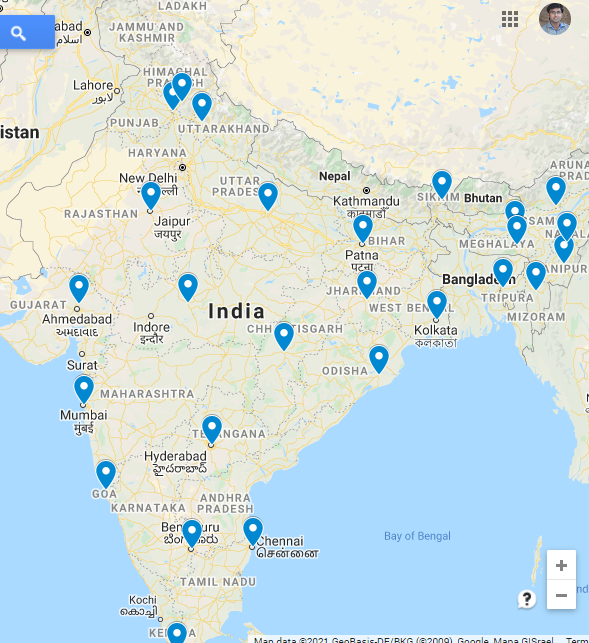 LADAKH
abad
اسلام
JAMMU AND
KASHMIR
Lahore
لاہور
HIMACHAL
PRADESH
PUNJAB
UTTARAKHAND
istan
HARYANA
New Delhi
Nepal
UTTAR
PRADESH
Kathmandu
काठमाडौँ
SIKKIM
Bhutan
ARUNA
PRAD
RAJASTHAN
Jaipur
जयपुर
ASSAM
NAGALA
BIHAR
MEGHALAYA
Patna
पटना
MANIPUR
Bangladesh
GUJARAT
JHARKHAND
TRIPURA
Ahmedabad
અમદાવાદ
India
WEST BENGAL
MIZORAM
Indore
इन्दौर
CHHATTISGARH
Kolkata
কলকাতা
Surat
ODISHA
MAHARASHTRA
Mumbai
मुंबई
TELANGANA
Hyderabad
హైదరాబాద్
GOA
ANDHRA
PRADESH
KARNATAKA
Bengaluru
ಬೆಂಗಳೂರು
Chennai
சென்னை
Bay of Bengal
TAMIL NADU
Kochi
കൊച്ചി
KERALA
Map data ©2021 GeoBasis-DE/BKG (©2009), Google, Mapa GISrael
Term